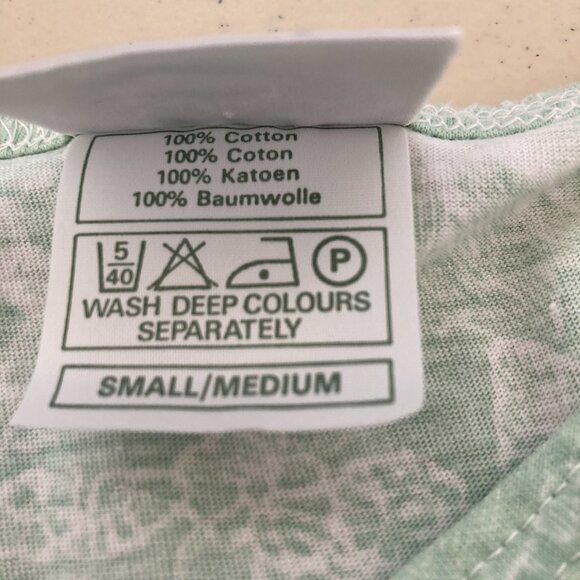 100% Cotton
100% Coton
100% Katoen
100% Baumwolle
5
40
P
WASH DEEP COLOURS
SEPARATELY
SMALL/MEDIUM